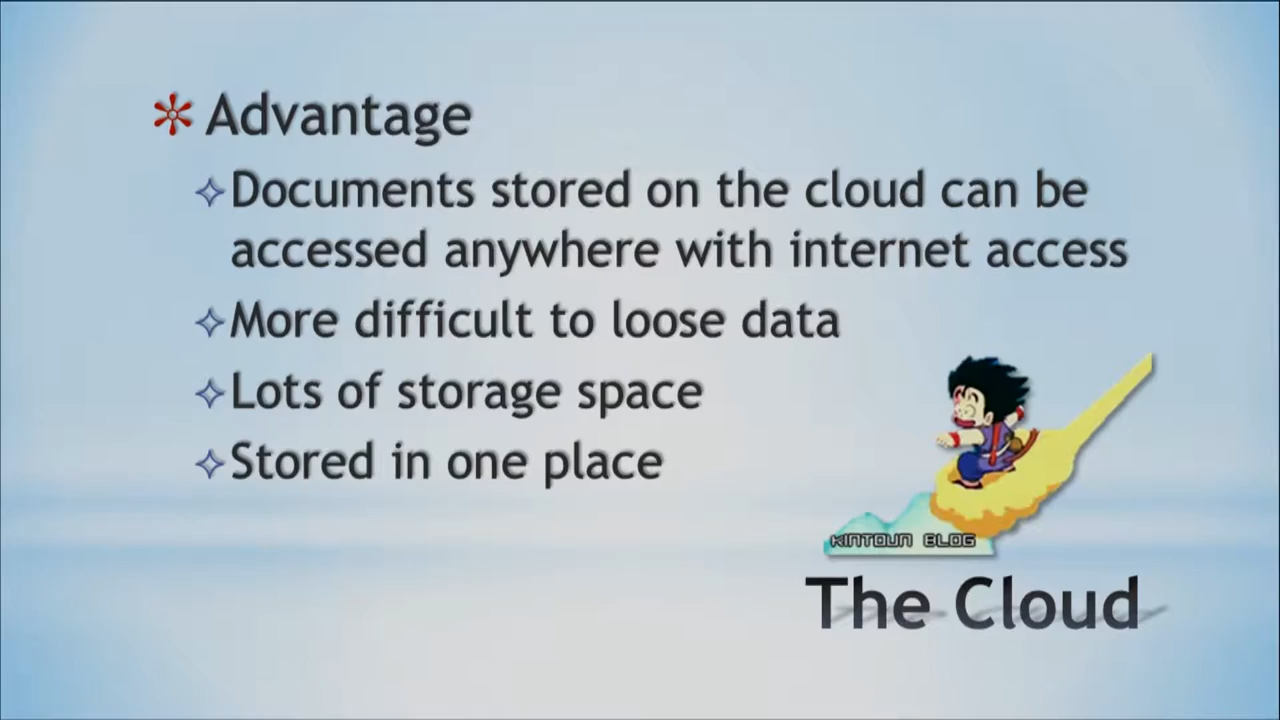 Advantage
Documents stored on the cloud can be
accessed anywhere with internet access
More difficult to loose data
Lots of storage space
Stored in one place
KINTOUN BLOG
The Cloud